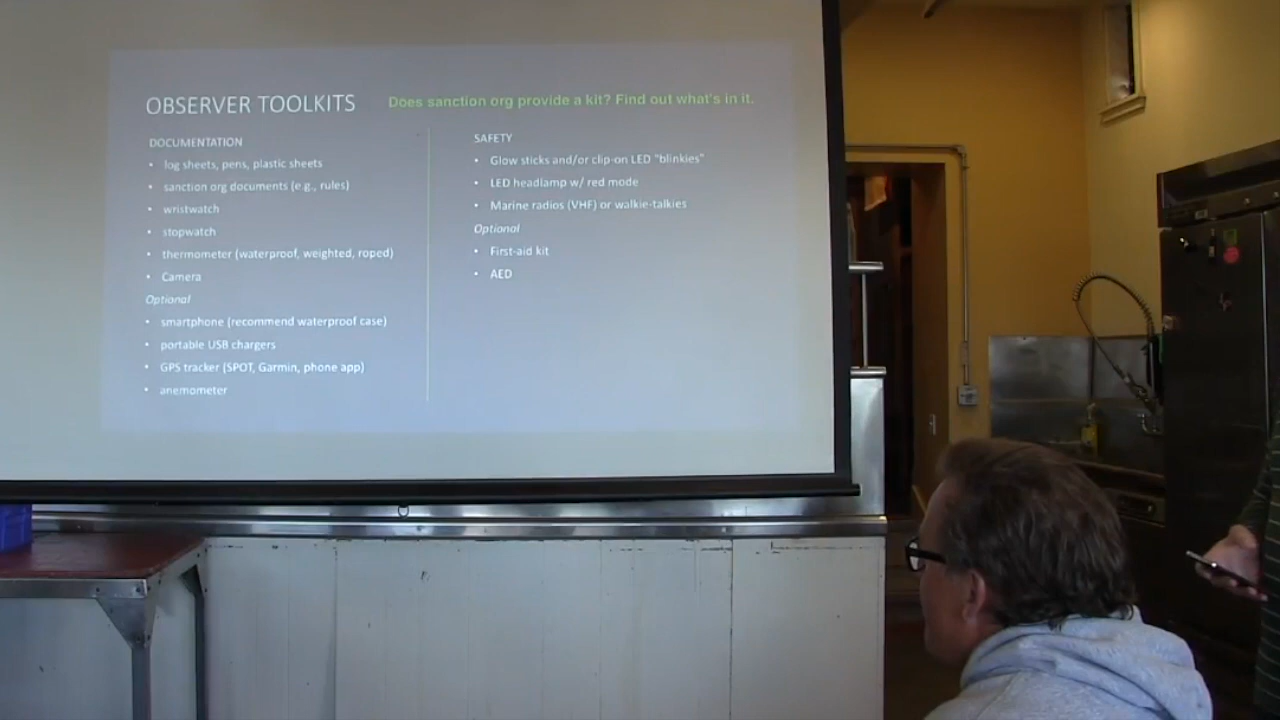 OBSERVER TOOLKITS
Does sanction org provide a kit? Find out what's in it.
DOCUMENTATION
• log sheets, pens, plastic sheets
• sanction org documents (e.g., rules)
• wristwatch
• stopwatch
• thermometer (waterproof, weighted, roped)
• Camera
Optional
• smartphone (recommend waterproof case)
• portable USB chargers
• GPS tracker (SPOT, Garmin, phone app)
• anemometer
SAFETY
• Glow sticks and/or clip-on LED "blinkies"
• LED headlamp w/ red mode
• Marine radios (VHF) or walkie-talkies
Optional
• First-aid kit
• AED